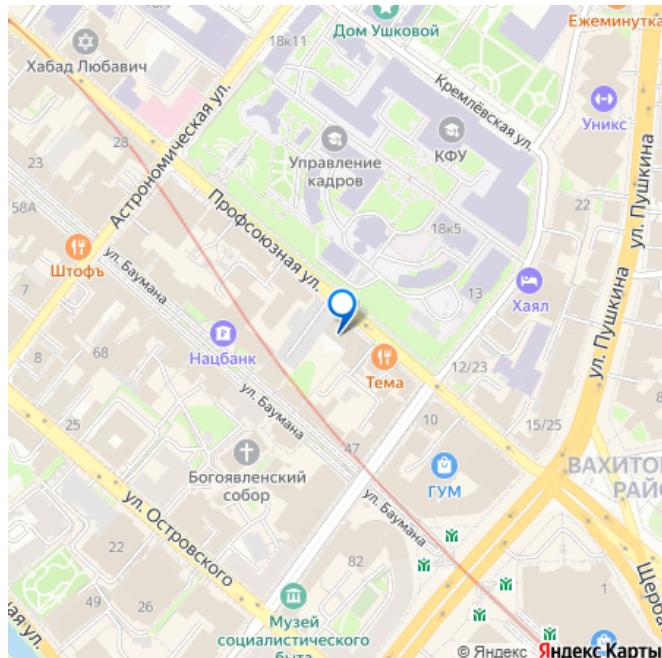 Ежеминутка
Дом Ушковой
18к11
Хабад Любавич
Кремлёвская ул.
Уникс
ул. Пушкина
Астрономическая ул.
28
23
Управление
кадров
КФУ
22
58А
Профсоюзная ул.
18к5
Штофъ
ул. Баумана
7
13
Хаял
ул. Пушкина
Нацбанк
68
8
Тема
12/23
ул. Баумана
25
10
15/25
47
Богоявленский
собор
ГУМ
ВАХИТО
РАЙО
ул. Островского
ул. Баумана
22
82
49
26
1
Щерба
Музей
социалистического
быта
кая ул.
© Яндекс Яндекс Карты